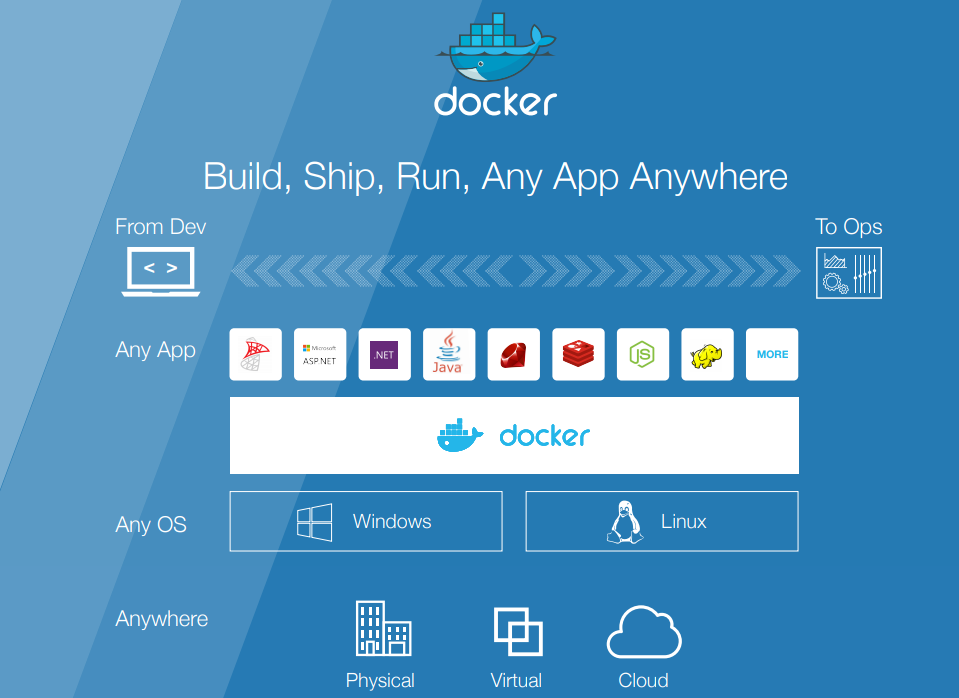 docker
Build, Ship, Run, Any App Anywhere
From Dev
To Ops
< >
Any App
Microsoft
ASP.NET
.NET
Java
JS
MORE
docker
Any OS
Windows
Linux
Anywhere
Physical
Virtual
Cloud